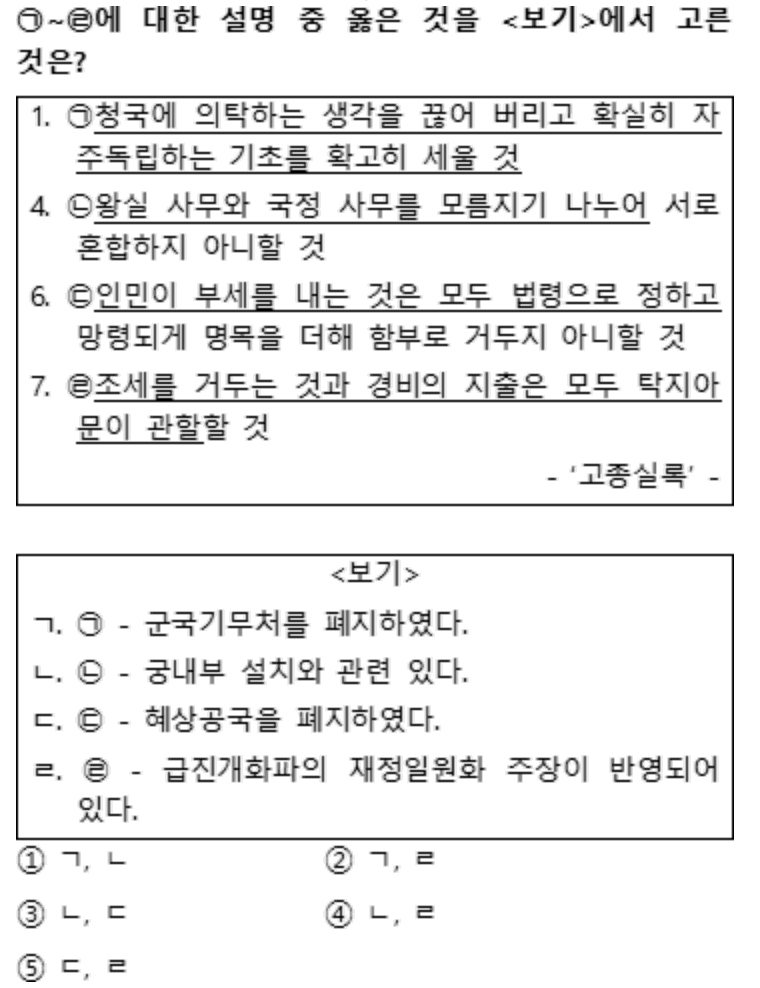 ㉠~㉣에 대한 설명 중 옳은 것을 <보기>에서 고른
것은?
1. ㉠청국에 의탁하는 생각을 끊어 버리고 확실히 자
주독립하는 기초를 확고히 세울 것
4. ㉡왕실 사무와 국정 사무를 모름지기 나누어 서로
혼합하지 아니할 것
6. ㉢인민이 부세를 내는 것은 모두 법령으로 정하고
망령되게 명목을 더해 함부로 거두지 아니할 것
7. ㉣조세를 거두는 것과 경비의 지출은 모두 탁지아
문이 관할할 것
- '고종실록' -
<보기>
ㄱ. ㉠ - 군국기무처를 폐지하였다.
ㄴ. ㉡ - 궁내부 설치와 관련 있다.
ㄷ. ㉢ - 혜상공국을 폐지하였다.
ㄹ. ㉣ - 급진개화파의 재정일원화 주장이 반영되어
있다.
① ㄱ, ㄴ ② ㄱ, ㄹ
③ ㄴ, ㄷ ④ ㄴ, ㄹ
⑤ ㄷ, ㄹ